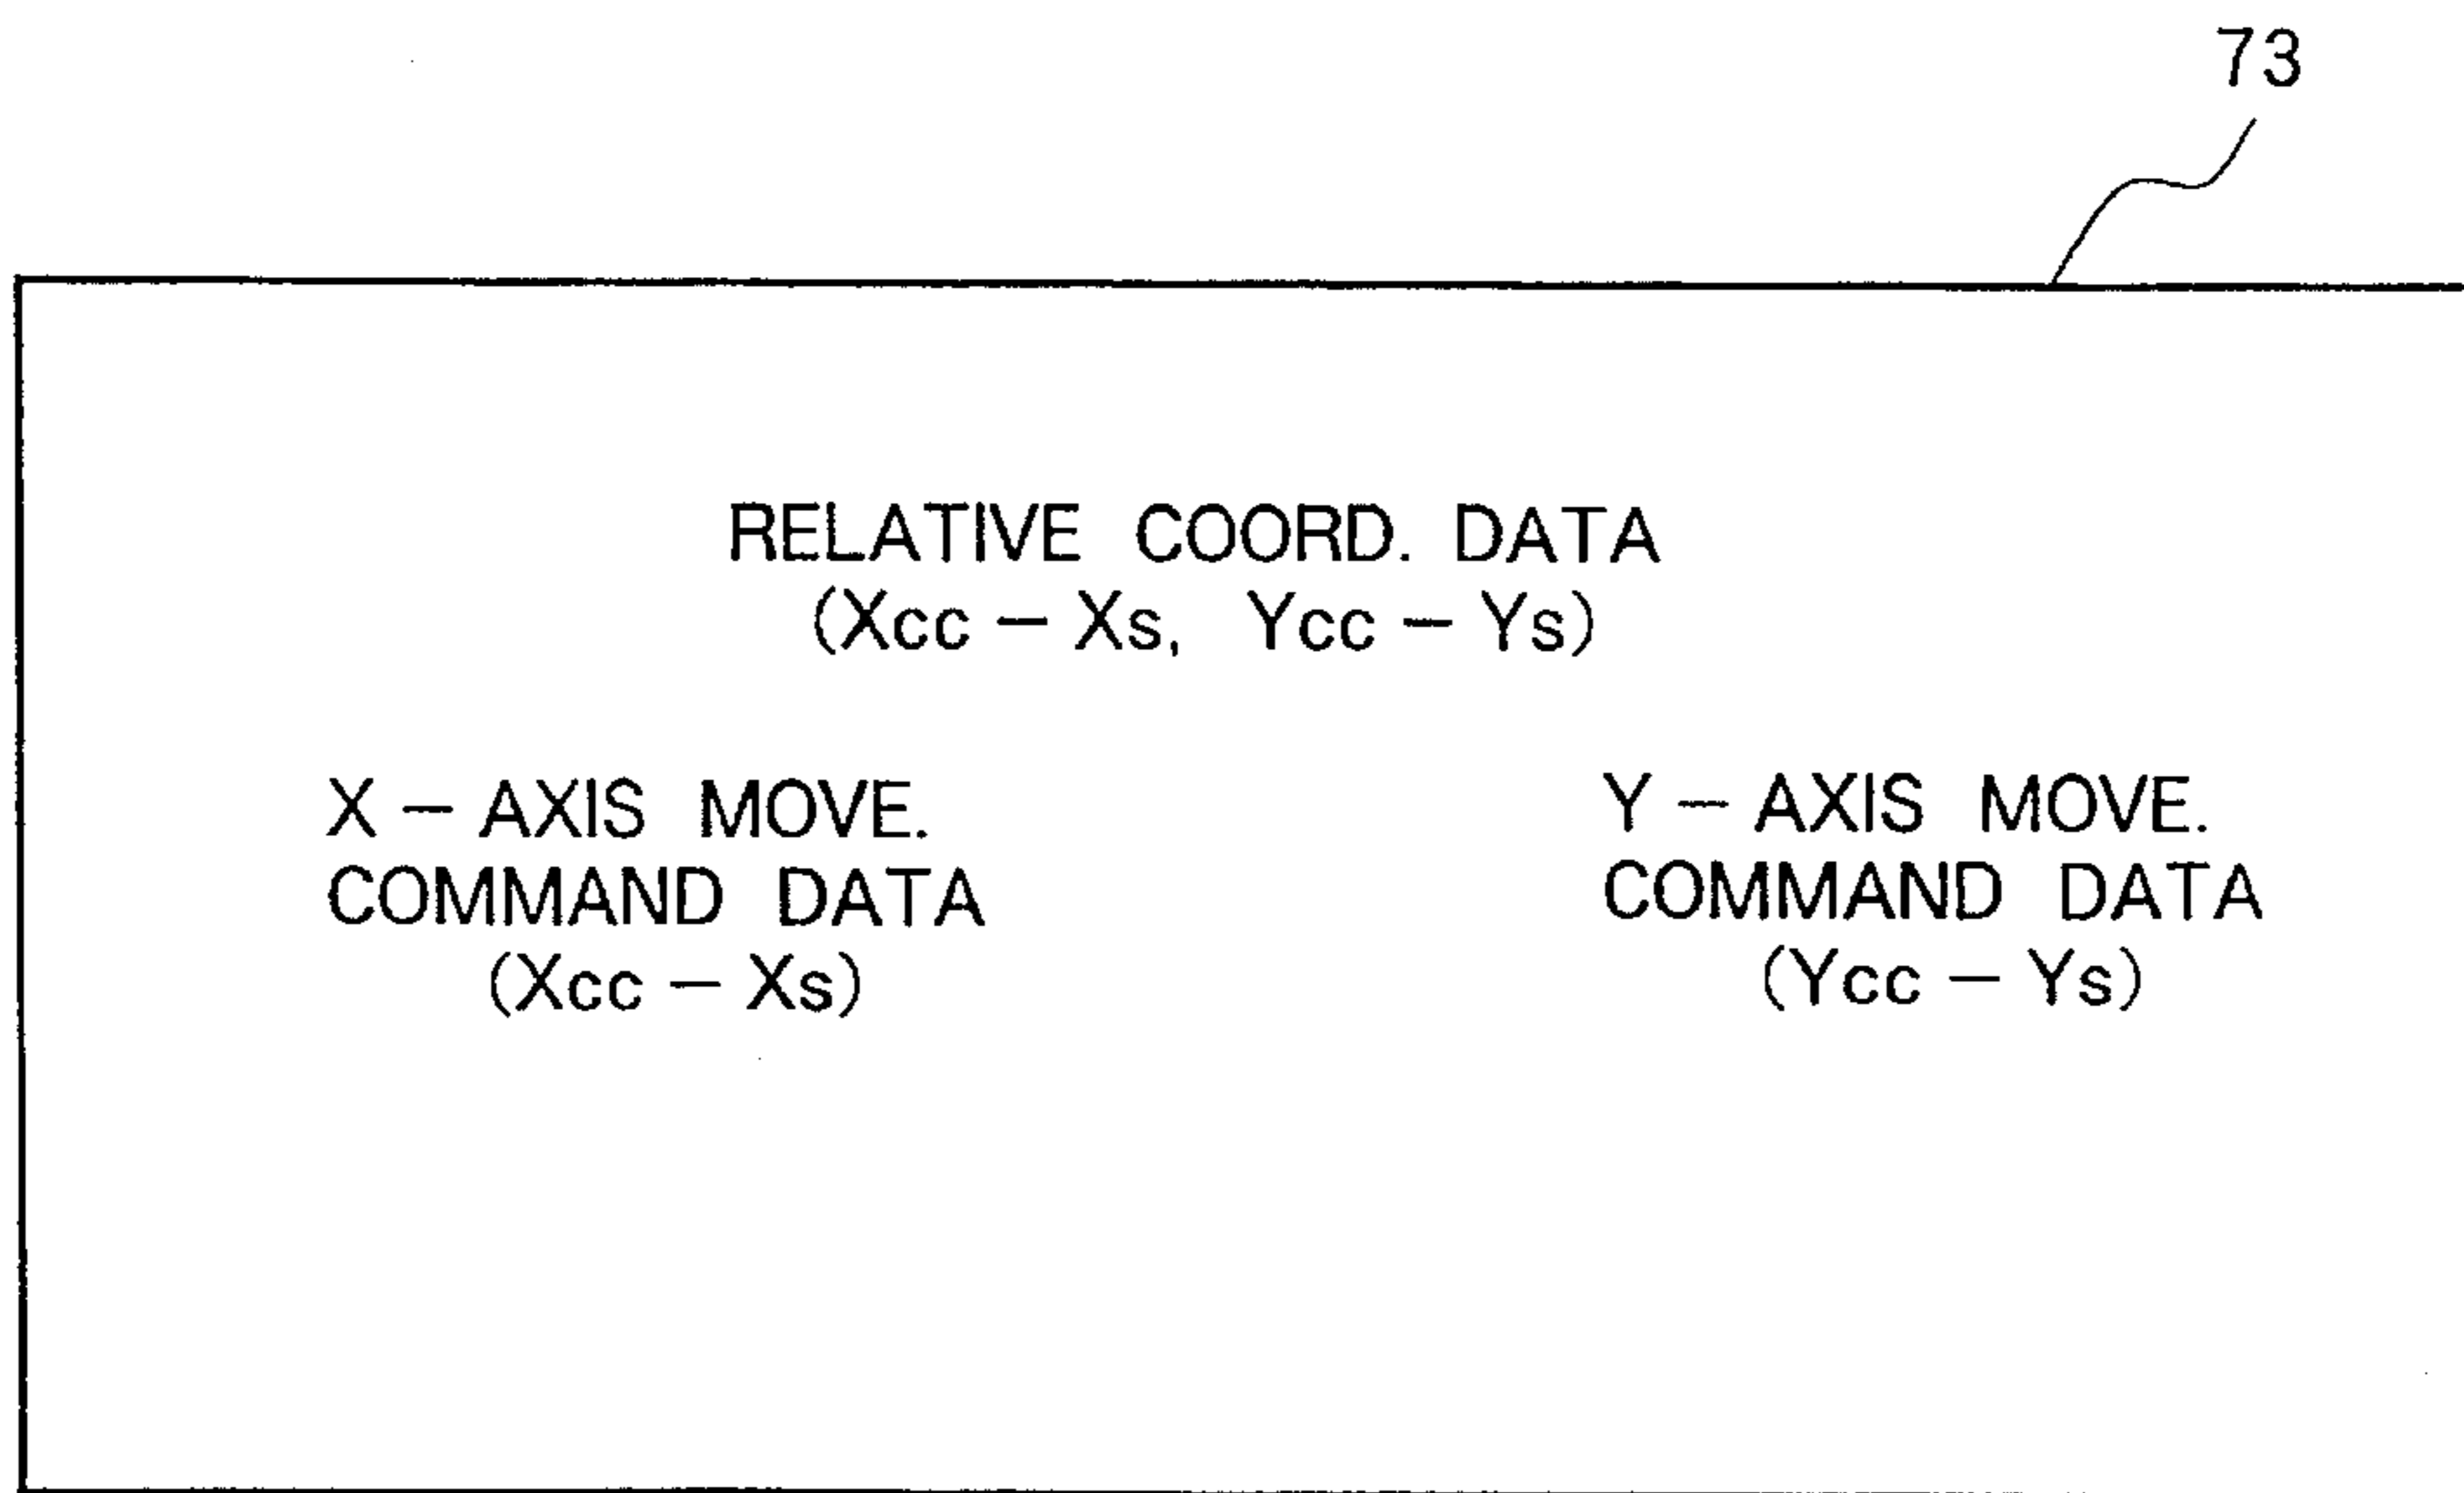 73
RELATIVE COORD. DATA
(Xcc − Xs, Ycc − Ys)
X − AXIS MOVE.
COMMAND DATA
(Xcc − Xs)
Y − AXIS MOVE.
COMMAND DATA
(Ycc − Ys)